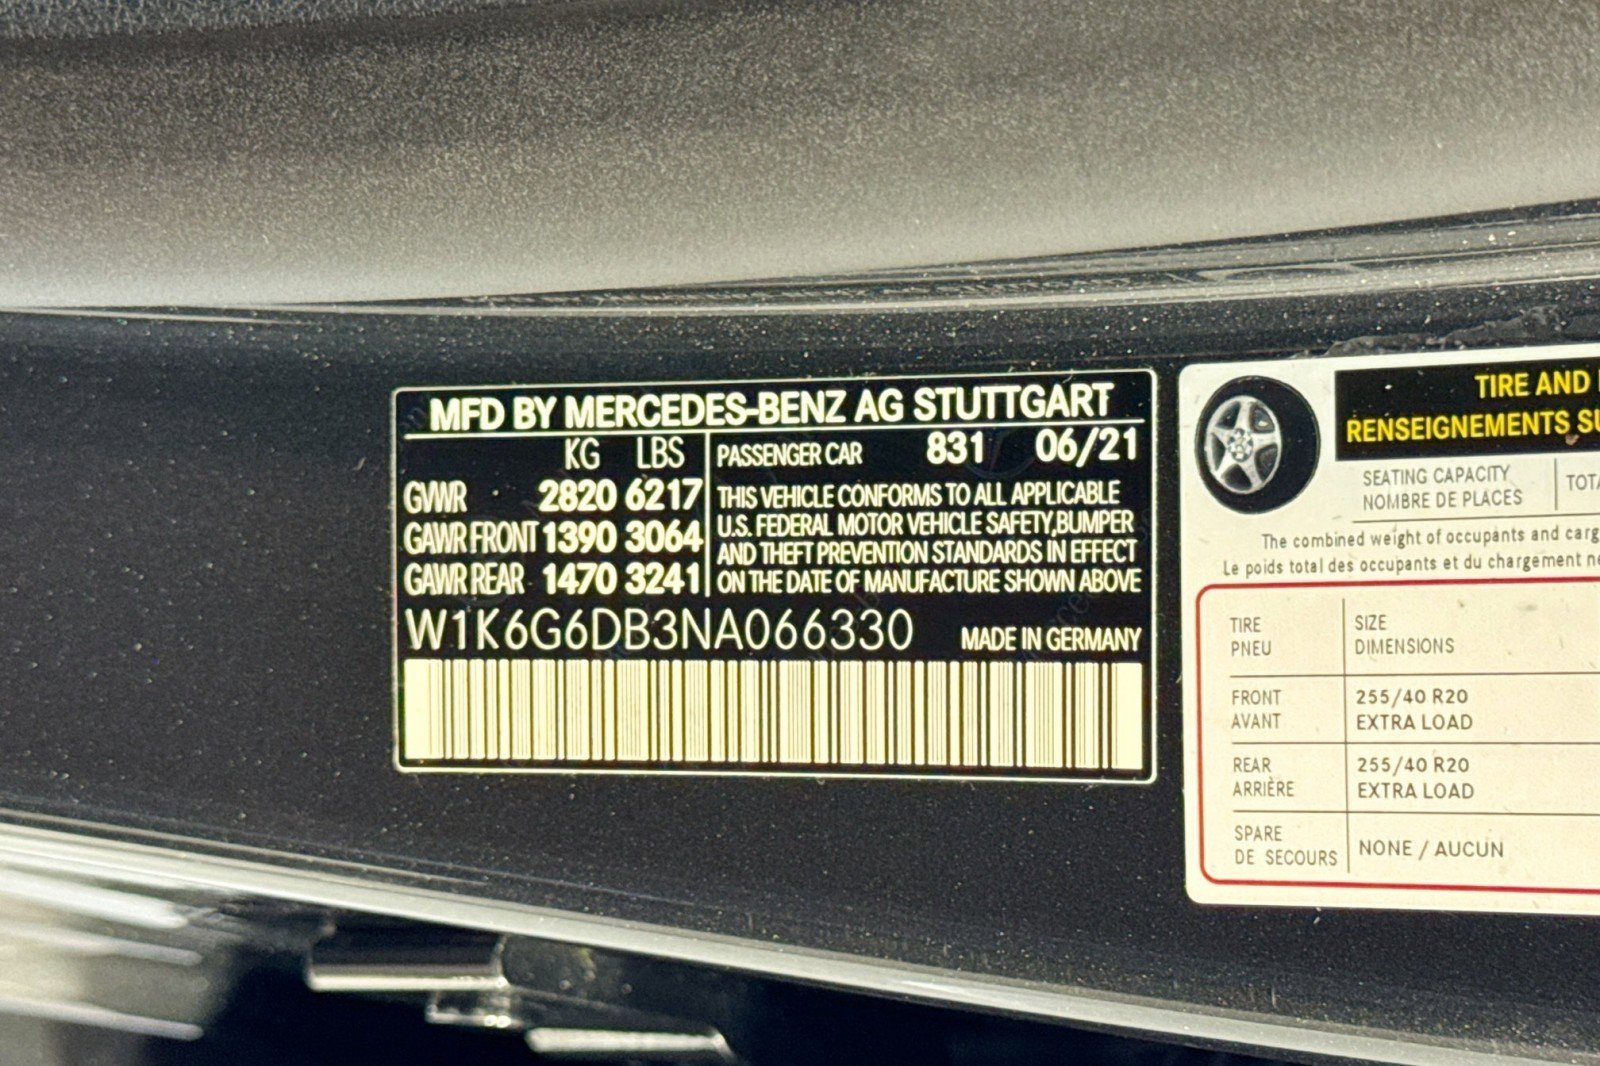 MFD BY MERCEDES-BENZ AG STUTTGART
KG LBS
GVWR 2820 6217
GAWR FRONT 1390 3064
GAWR REAR 1470 3241
PASSENGER CAR 831 06/21
THIS VEHICLE CONFORMS TO ALL APPLICABLE
U.S. FEDERAL MOTOR VEHICLE SAFETY,BUMPER
AND THEFT PREVENTION STANDARDS IN EFFECT
ON THE DATE OF MANUFACTURE SHOWN ABOVE
W1K6G6DB3NA066330 MADE IN GERMANY
TIRE AND
RENSEIGNEMENTS
SEATING CAPACITY
NOMBRE DE PLACES
The combined weight of occupants and
Le poids total des occupants et du chargement
TIRE SIZE
PNEU DIMENSIONS
FRONT 255/40 R20
AVANT EXTRA LOAD
REAR 255/40 R20
ARRIÈRE EXTRA LOAD
SPARE
DE SECOURS NONE / AUCUN